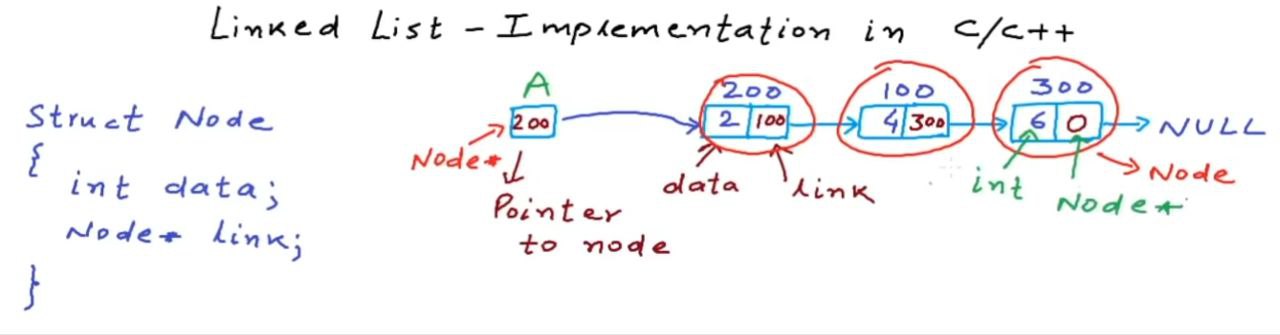 Linked List - Implementation in C/C++
A
200
200
2 100
100
4 300
300
6 0
NULL
Struct Node
{
int data;
Node* link;
}
Node*
Pointer
to node
data
link
int
Node*
Node